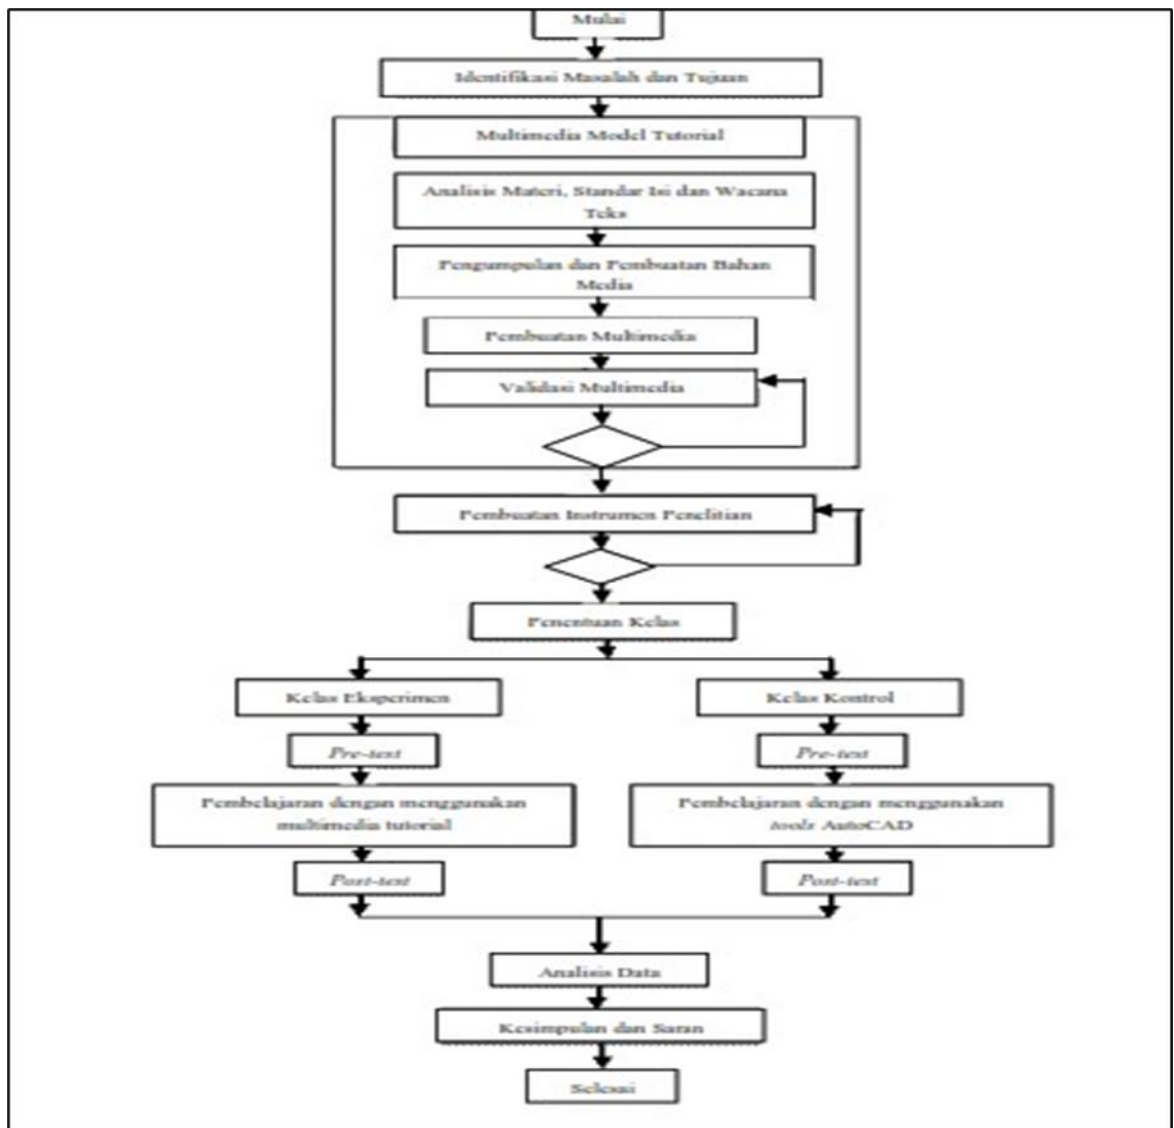 Mulai
Identifikasi Masalah dan Tujuan
Multimedia Model Tutorial
Analisis Materi, Standar Isi dan Wacana
Teks
Pengumpulan dan Pembuatan Bahan
Media
Pembuatan Multimedia
Validasi Multimedia
Pembuatan Instrumen Penelitian
Penentuan Kelas
Kelas Eksperimen
Kelas Kontrol
Pre-test
Pre-test
Pembelajaran dengan menggunakan
multimedia tutorial
Pembelajaran dengan menggunakan
tools AutoCAD
Post-test
Post-test
Analisis Data
Kesimpulan dan Saran
Selesai